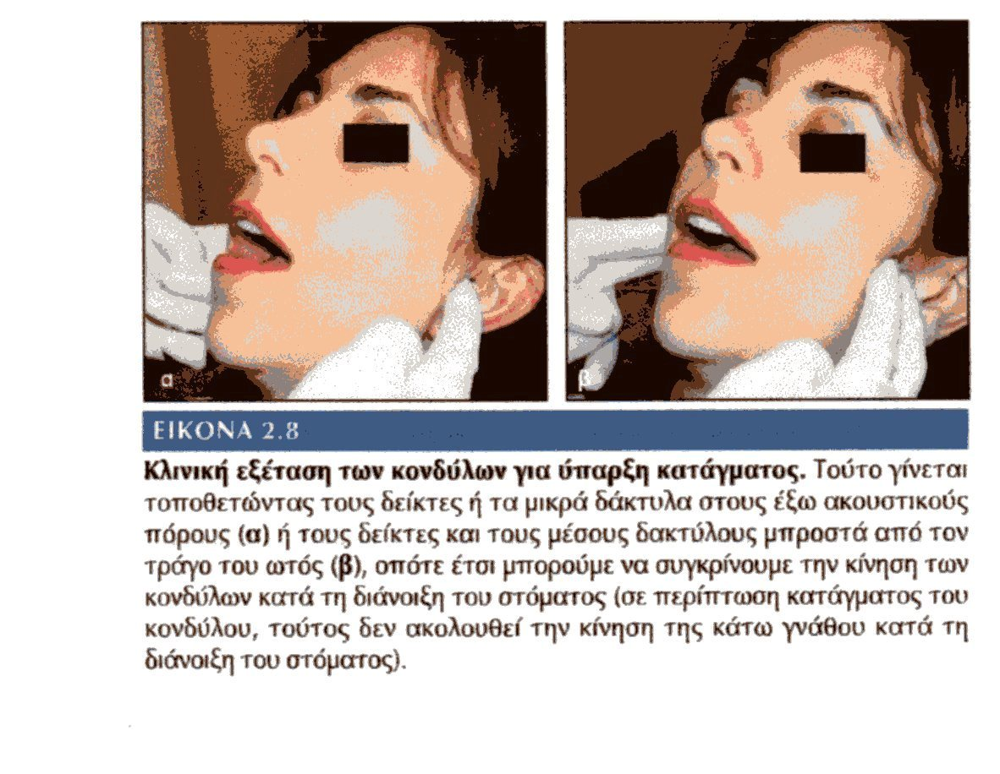 α
β
ΕΙΚΟΝΑ 2.8
Κλινική εξέταση των κονδύλων για ύπαρξη κατάγματος. Τούτο γίνεται
τοποθετώντας τους δείκτες ή τα μικρά δάκτυλα στους έξω ακουστικούς
πόρους (α) ή τους δείκτες και τους μέσους δακτύλους μπροστά από τον
τράγο του ωτός (β), οπότε έτσι μπορούμε να συγκρίνουμε την κίνηση των
κονδύλων κατά τη διάνοιξη του στόματος (σε περίπτωση κατάγματος του
κονδύλου, τούτος δεν ακολουθεί την κίνηση της κάτω γνάθου κατά τη
διάνοιξη του στόματος).